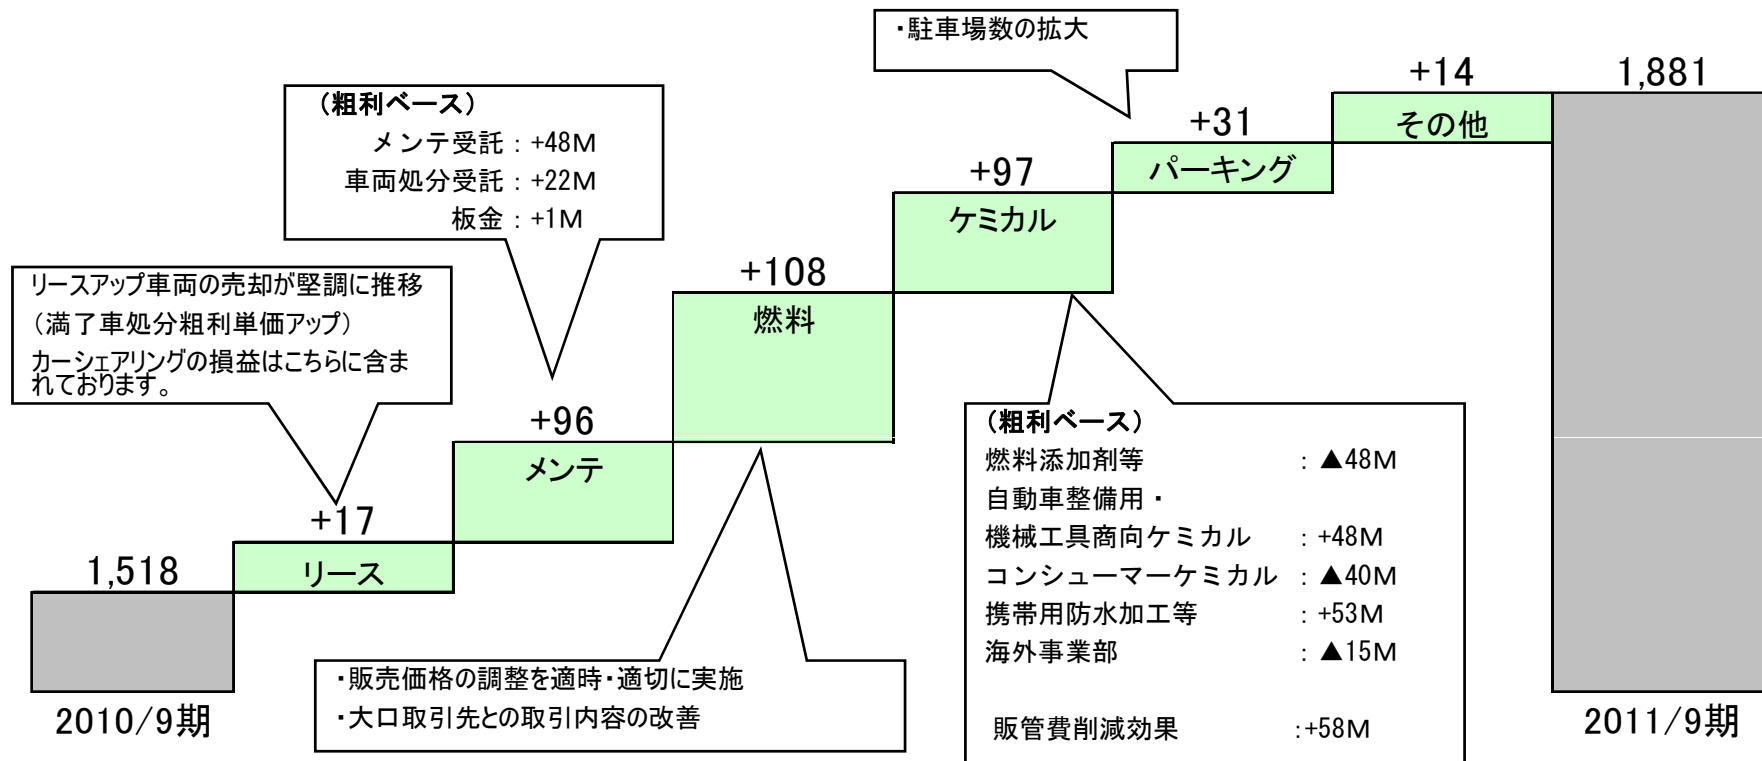 ・駐車場数の拡大
+14
1,881
その他
+31
パーキング
(粗利ベース)
メンテ受託：+48M
車両処分受託：+22M
板金：+1M
+97
ケミカル
リースアップ車両の売却が堅調に推移
(満了車処分粗利単価アップ)
カーシェアリングの損益はこちらに含ま
れております。
+108
燃料
+96
メンテ
+17
リース
1,518
(粗利ベース)
燃料添加剤等：▲48M
自動車整備用・
機械工具商向ケミカル：+48M
コンシューマーケミカル：▲40M
携帯用防水加工等：+53M
海外事業部：▲15M
販管費削減効果：+58M
・販売価格の調整を適時・適切に実施
・大口取引先との取引内容の改善
2010/9期
2011/9期